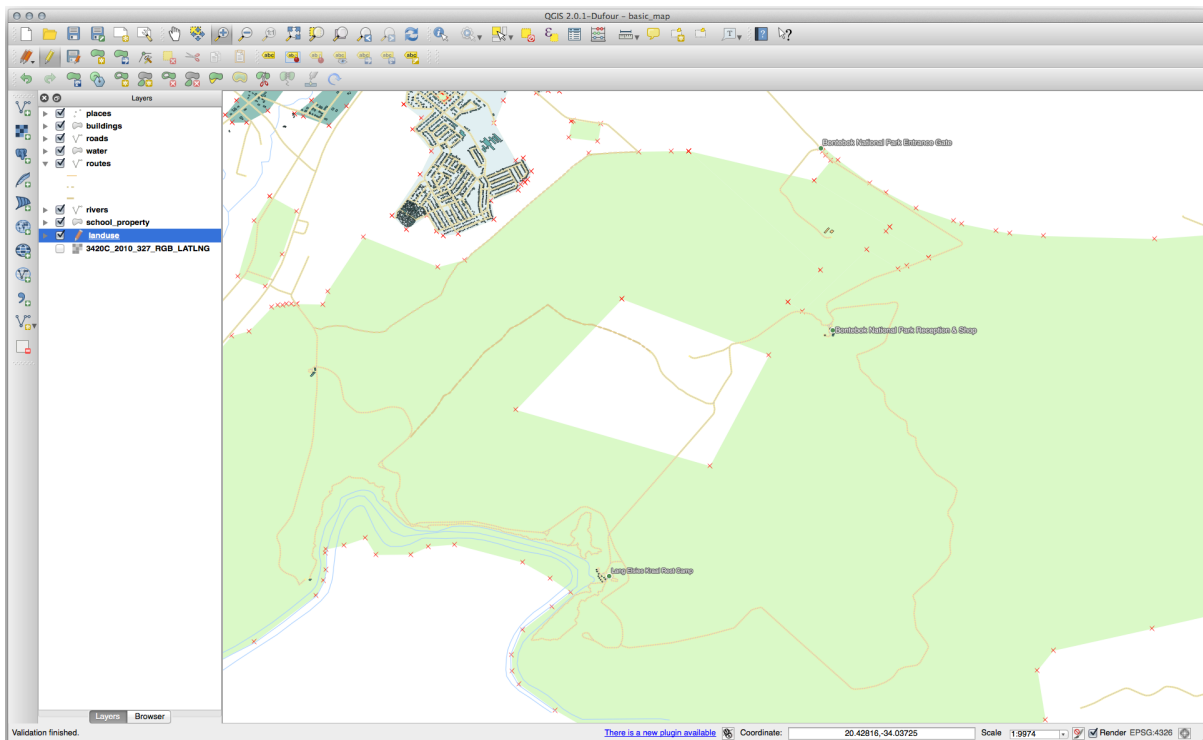 QGIS 2.0.1-Dufour - basic_map
Layers
places
buildings
roads
water
routes
rivers
school_property
landuse
3420C_2010_327_RGB_LATLNG
Bontebok National Park Entrance Gate
Bontebok National Park Reception & Shop
Lang Elsies Kraal Rest Camp
Layers Browser
Validation finished.
There is a new plugin available
Coordinate: 20.42816,-34.03725
Scale 1:9974
Render EPSG:4326